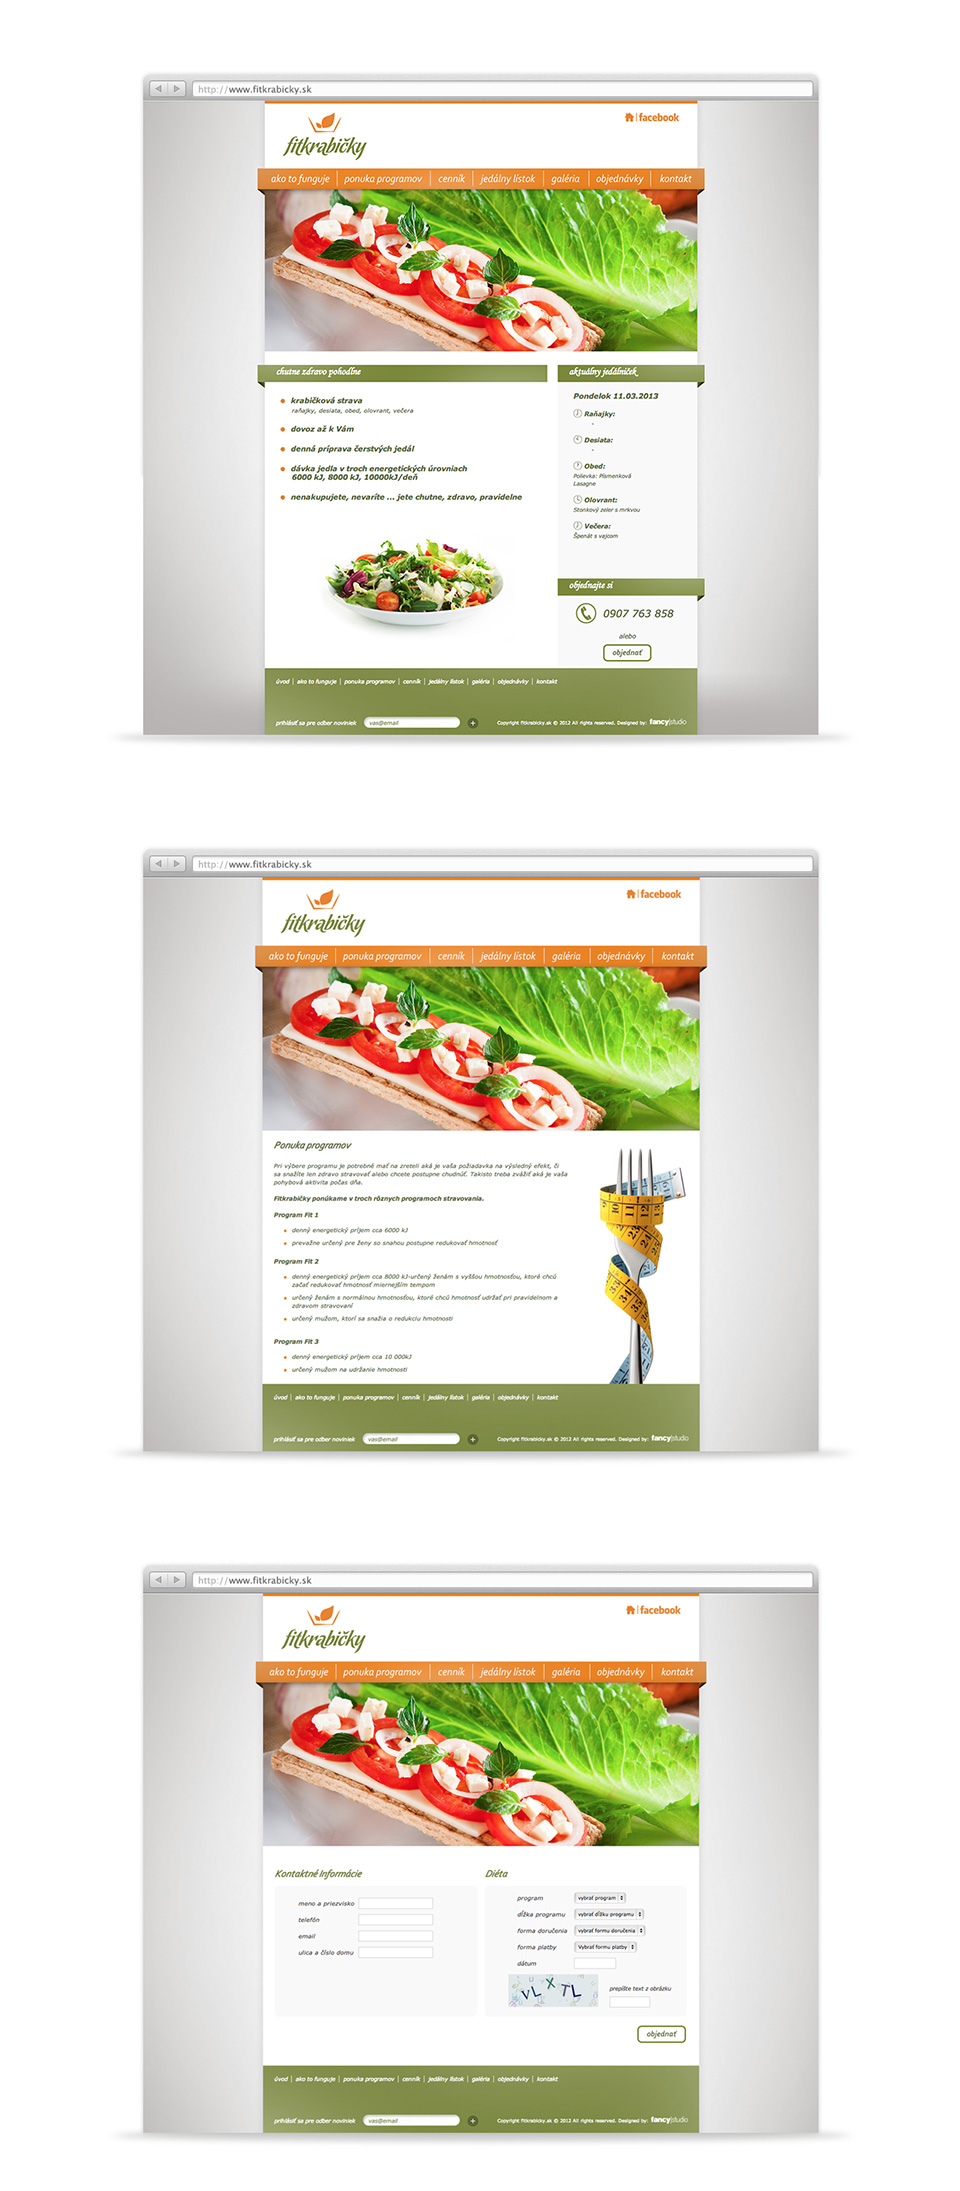 http://www.fitkrabicky.sk
fitkrabičky
facebook
ako to funguje | ponuka programov | cenník | jedálny lístok | galéria | objednávky | kontakt
chutne zdravo pohodlne
krabičková strava
raňajky, desiata, obed, olovrant, večera
dovoz až k Vám
denná príprava čerstvých jedál
dávka jedla v troch energetických úrovniach
6000 kJ, 8000 kJ, 10000kJ/deň
nenakupujete, nevaríte ... jete chutne, zdravo, pravidelne
aktuálny jedálniček
Pondelok 11.03.2013
Raňajky:
-
Desiata:
-
Obed:
Polievka: Písmenková
Lasagne
Olovrant:
Stonkový zeler s mrkvou
Večera:
Špenát s vajcom
objednajte si
0907 763 858
alebo
objednať
úvod | ako to funguje | ponuka programov | cenník | jedálny lístok | galéria | objednávky | kontakt
prihlásiť sa pre odber noviniek vas@email + Copyright fitkrabicky.sk © 2012 All rights reserved. Designed by: fancy|studio
http://www.fitkrabicky.sk
fitkrabičky
facebook
ako to funguje | ponuka programov | cenník | jedálny lístok | galéria | objednávky | kontakt
Ponuka programov
Pri výbere programu je potrebné mať na zreteli aká je vaša požiadavka na výsledný efekt, či
sa snažíte len zdravo stravovať alebo chcete postupne chudnúť. Takisto treba zvážiť aká je vaša
pohybová aktivita počas dňa.
Fitkrabičky ponúkame v troch rôznych programoch stravovania.
Program Fit 1
denný energetický príjem cca 6000 kJ
prevažne určený pre ženy so snahou postupne redukovať hmotnosť
Program Fit 2
denný energetický príjem cca 8000 kJ-určený ženám s vyššou hmotnosťou, ktoré chcú
začať redukovať hmotnosť miernejším tempom
určený ženám s normálnou hmotnosťou, ktoré chcú hmotnosť udržať pri pravidelnom a
zdravom stravovaní
určený mužom, ktorí sa snažia o redukciu hmotnosti
Program Fit 3
denný energetický príjem cca 10 000kJ
určený mužom na udržanie hmotnosti
úvod | ako to funguje | ponuka programov | cenník | jedálny lístok | galéria | objednávky | kontakt
prihlásiť sa pre odber noviniek vas@email + Copyright fitkrabicky.sk © 2012 All rights reserved. Designed by: fancy|studio
http://www.fitkrabicky.sk
fitkrabičky
facebook
ako to funguje | ponuka programov | cenník | jedálny lístok | galéria | objednávky | kontakt
Kontaktné Informácie
meno a priezvisko
telefón
email
ulica a číslo domu
Diéta
program vybrať program
dĺžka programu vybrať dĺžku programu
forma doručenia vybrať formu doručenia
forma platby Vybrať formu platby
dátum
VL X TL
prepíšte text z obrázku
objednať
úvod | ako to funguje | ponuka programov | cenník | jedálny lístok | galéria | objednávky | kontakt
prihlásiť sa pre odber noviniek vas@email + Copyright fitkrabicky.sk © 2012 All rights reserved. Designed by: fancy|studio